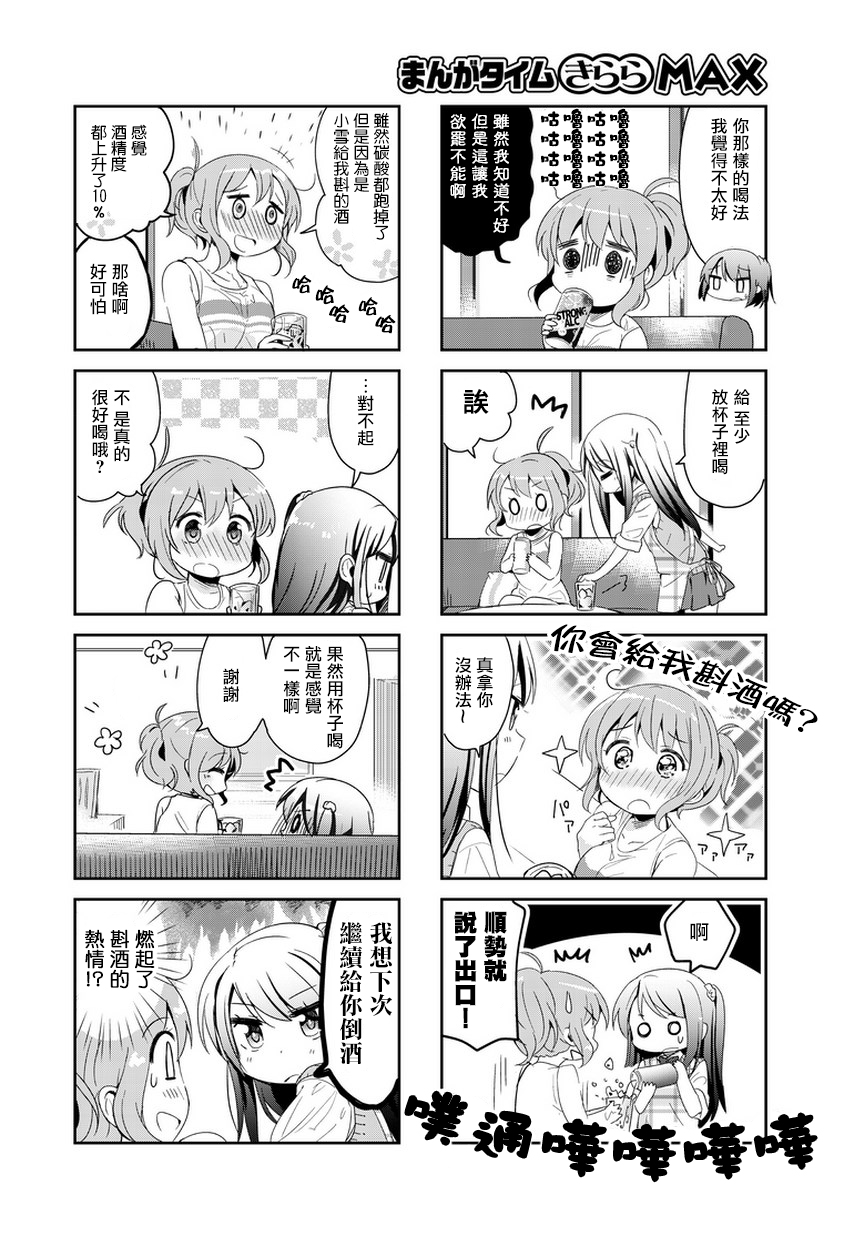 まんがタイムきららMAX
你那樣的喝法
我覺得不太好
咕嚕咕嚕
咕嚕咕嚕
咕嚕咕嚕
咕嚕咕嚕
雖然我知道不好
但是這讓我
欲罷不能啊
STRONG
ALC
給至少
放杯子裡喝
誒
你會給我斟酒嗎?
真拿你
沒辦法~
パァ
ァァァ
啊
順勢就
說了出口!
噗通嘩嘩嘩嘩
雖然碳酸都跑掉了
但是因為是
小雪給我斟的酒
感覺
酒精度
都上升了10%
哈哈哈 哈哈
那啥啊
好可怕
…對不起
不是真的
很好喝哦?
果然用杯子喝
就是感覺
不一樣啊
謝謝
我想下次
繼續給你倒酒
燃起了
斟酒的
熱情!?